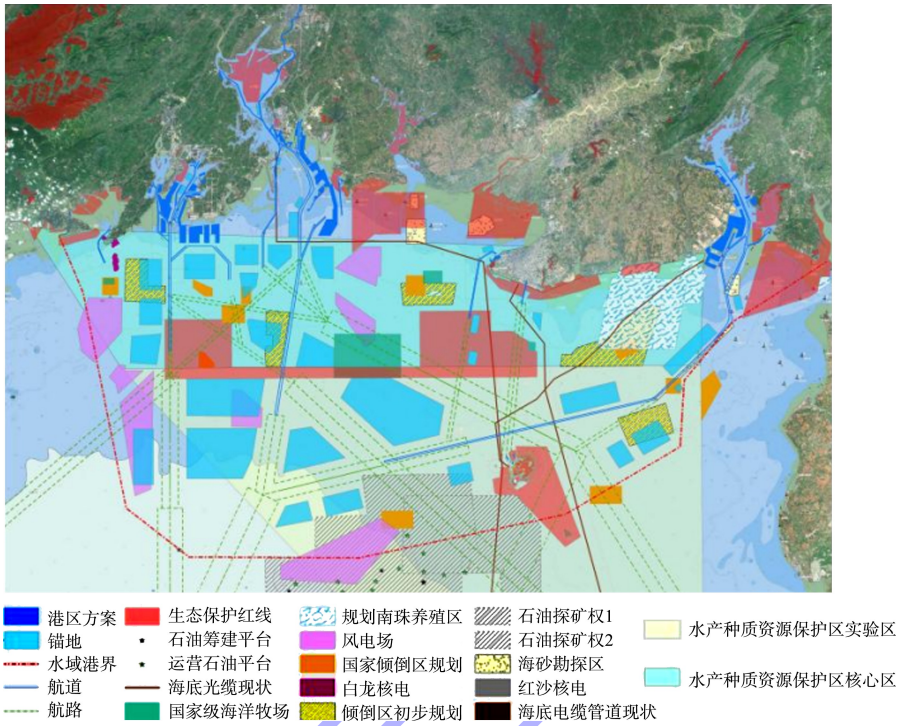 港区方案
生态保护红线
规划南珠养殖区
石油探矿权1
水产种质资源保护区实验区
锚地
石油筹建平台
风电场
石油探矿权2
水域港界
运营石油平台
国家倾倒区规划
海砂勘探区
水产种质资源保护区核心区
航道
海底光缆现状
白龙核电
红沙核电
航路
国家级海洋牧场
倾倒区初步规划
海底电缆管道现状